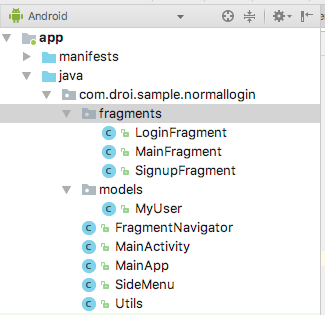 Android
app
manifests
java
com.droi.sample.normallogin
fragments
C LoginFragment
C MainFragment
C SignupFragment
models
C MyUser
C FragmentNavigator
C MainActivity
C MainApp
C SideMenu
C Utils